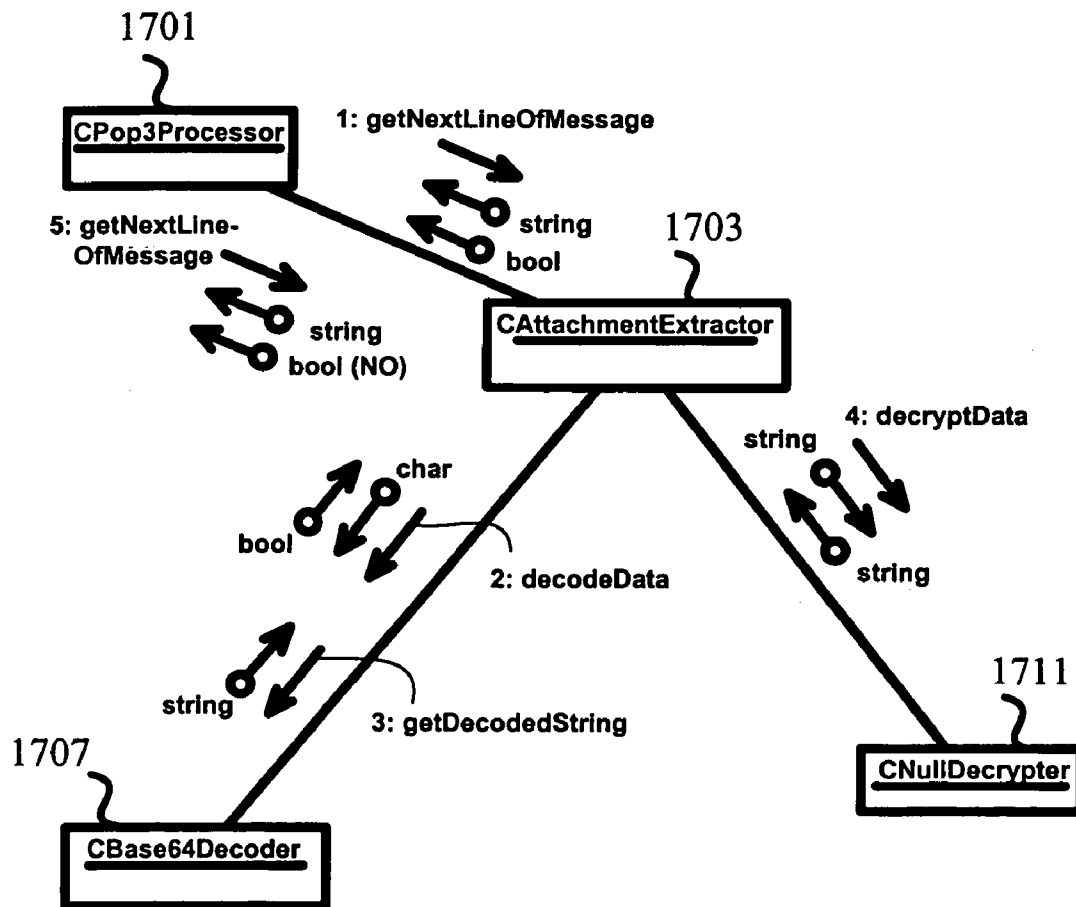 1701
CPop3Processor
1: getNextLineOfMessage
string
bool
5: getNextLine-
OfMessage
string
bool (NO)
1703
CAttachmentExtractor
4: decryptData
string
string
char
bool
2: decodeData
string
3: getDecodedString
1707
CBase64Decoder
1711
CNullDecrypter